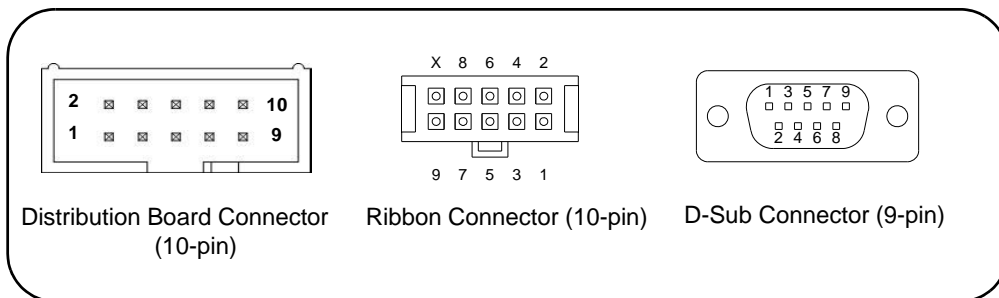 2 10
1 9
Distribution Board Connector
(10-pin)
X 8 6 4 2
9 7 5 3 1
Ribbon Connector (10-pin)
1 3 5 7 9
2 4 6 8
D-Sub Connector (9-pin)